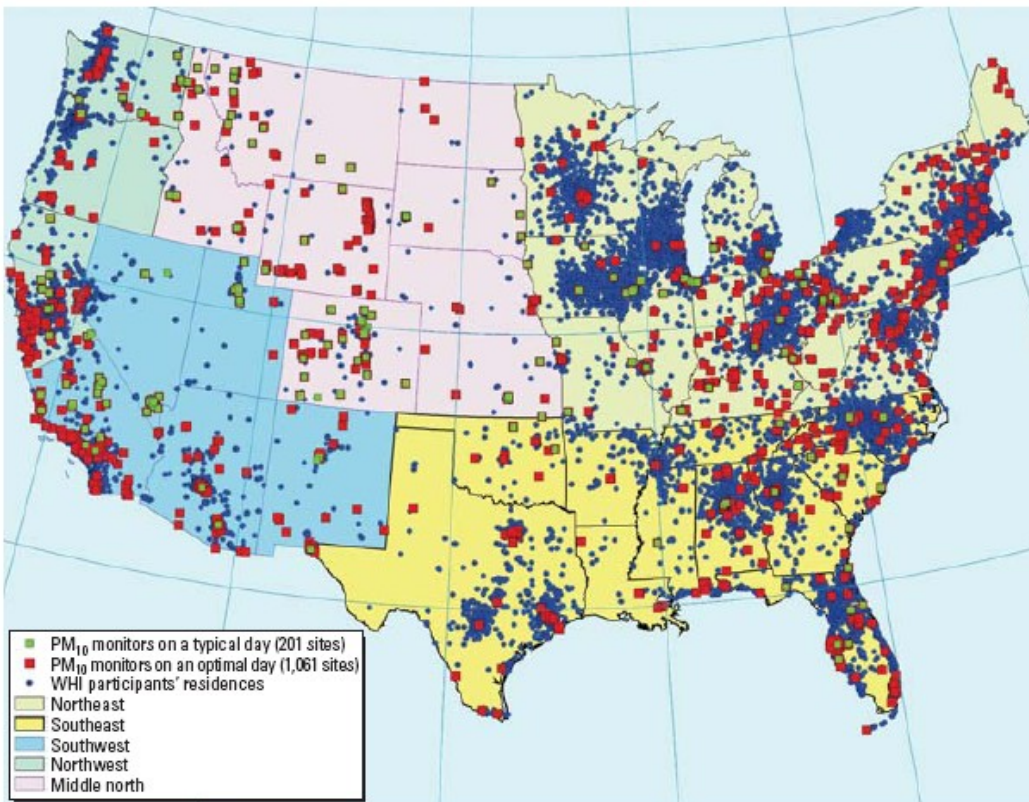 PM₁₀ monitors on a typical day (201 sites)
PM₁₀ monitors on an optimal day (1,061 sites)
WHI participants' residences
Northeast
Southeast
Southwest
Northwest
Middle north